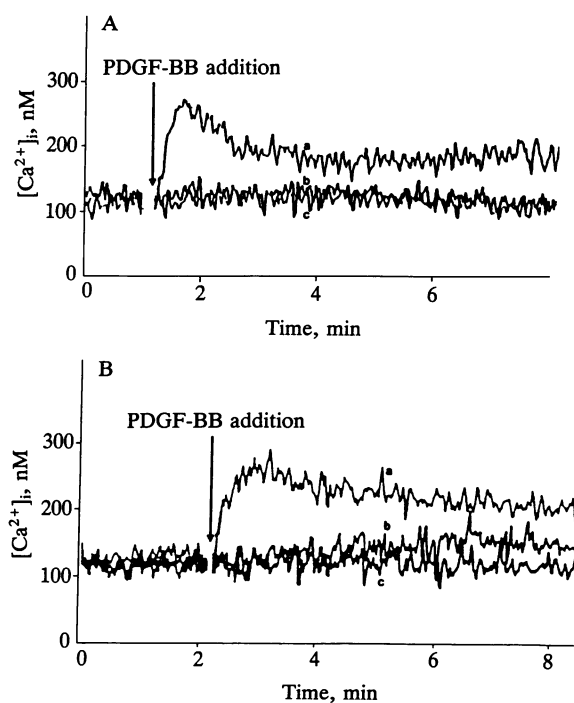 A
PDGF-BB addition
300
200
100
0
[Ca²⁺]ᵢ, nM
a
b
c
0 2 4 6
Time, min
B
PDGF-BB addition
300
200
100
0
[Ca²⁺]ᵢ, nM
a
b
c
0 2 4 6 8
Time, min